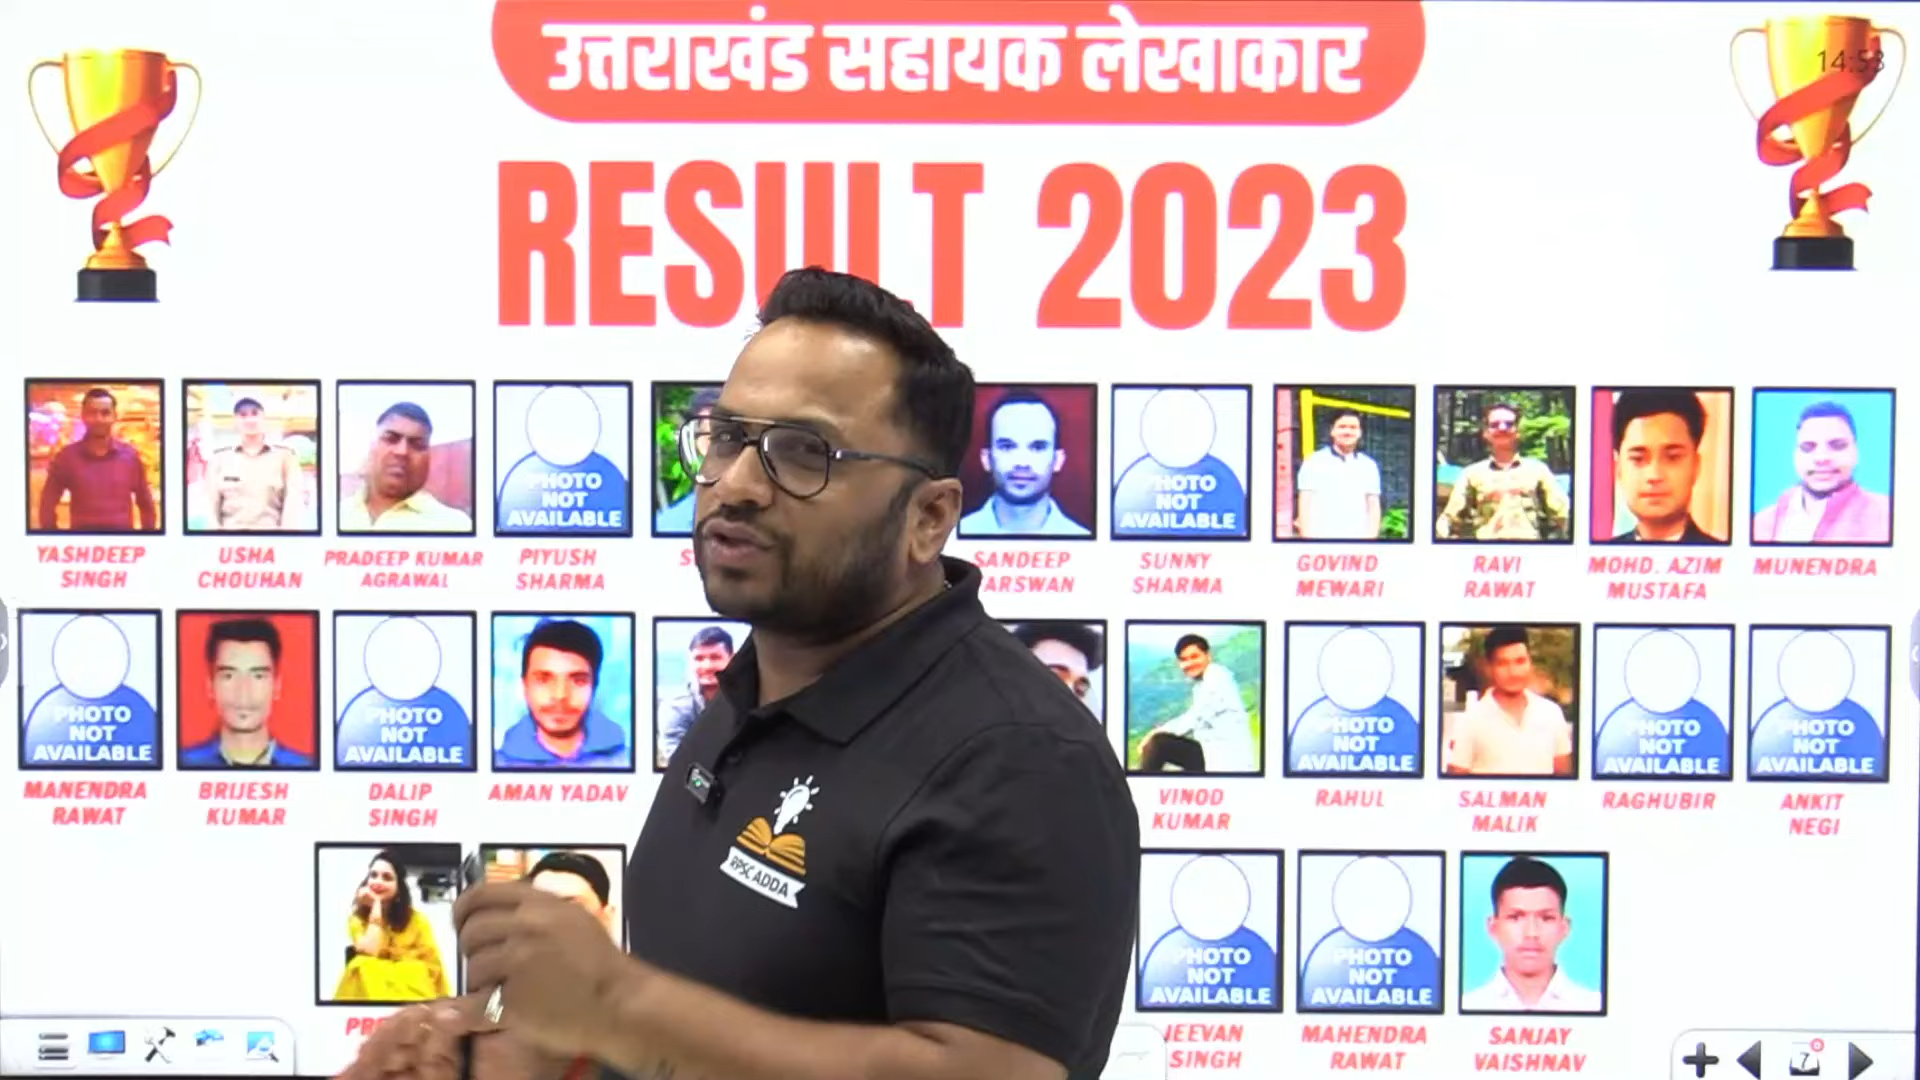 उत्तराखंड सहायक लेखाकार
14:53
RESULT 2023
PHOTO
NOT
AVAILABLE
PHOTO
NOT
AVAILABLE
YASHDEEP
SINGH
USHA
CHOUHAN
PRADEEP KUMAR
AGRAWAL
PIYUSH
SHARMA
SANDEEP
SUNNY
SHARMA
GOVIND
MEWARI
RAVI
RAWAT
MOHD. AZIM
MUSTAFA
MUNENDRA
PHOTO
NOT
AVAILABLE
PHOTO
NOT
AVAILABLE
PHOTO
NOT
AVAILABLE
PHOTO
NOT
AVAILABLE
PHOTO
NOT
AVAILABLE
MANENDRA
RAWAT
BRIJESH
KUMAR
DALIP
SINGH
AMAN YADAV
VINOD
KUMAR
RAHUL
SALMAN
MALIK
RAGHUBIR
ANKIT
NEGI
RPSC ADDA
PHOTO
NOT
AVAILABLE
PHOTO
NOT
AVAILABLE
JEEVAN
SINGH
MAHENDRA
RAWAT
SANJAY
VAISHNAV
7